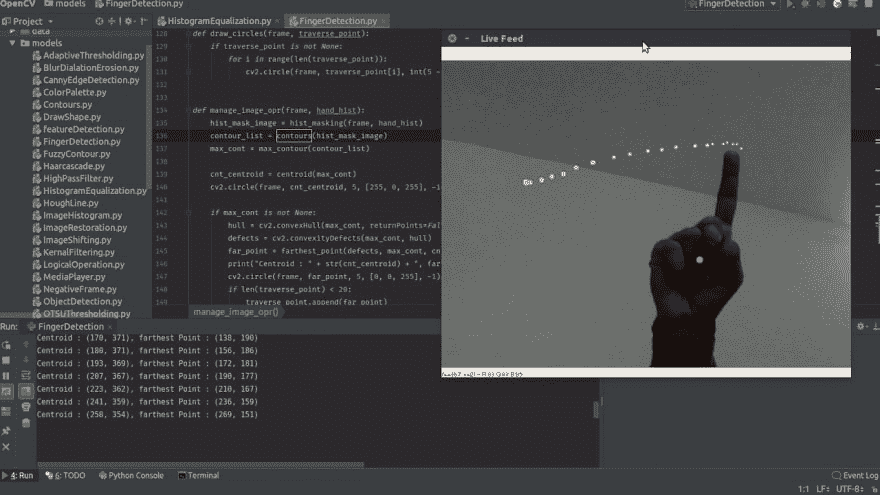 OpenCV models FingerDetection.py FingerDetection
Project HistogramEqualization.py FingerDetection.py
data
models
AdaptiveThresholding.py
BlurDialationErosion.py
CannyEdgeDetection.py
ColorPalette.py
Contours.py
DrawShape.py
featureDetection.py
FingerDetection.py
FuzzyContour.py
Haarcascade.py
HighPassFilter.py
HistogramEqualization.py
HoughLine.py
ImageHistogram.py
ImageRestoration.py
ImageShifting.py
KernalFiltering.py
LogicalOperation.py
MediaPlayer.py
NegativeFrame.py
ObjectDetection.py
OTSUThresholding.py
128 def draw_circles(frame, traverse_point):
129 if traverse_point is not None:
130 for i in range(len(traverse_point)):
131 cv2.circle(frame, traverse_point[i], int(5 -
132
133
134 def manage_image_opr(frame, hand_hist):
135 hist_mask_image = hist_masking(frame, hand_hist)
136 contour_list = contours(hist_mask_image)
137 max_cont = max_contour(contour_list)
138
139 cnt_centroid = centroid(max_cont)
140 cv2.circle(frame, cnt_centroid, 5, [255, 0, 255], -1
141
142 if max_cont is not None:
143 hull = cv2.convexHull(max_cont, returnPoints=Fal
144 defects = cv2.convexityDefects(max_cont, hull)
145 far_point = farthest_point(defects, max_cont, cn
146 print("Centroid : " + str(cnt_centroid) + ", far
147 cv2.circle(frame, far_point, 5, [0, 0, 255], -1)
148 if len(traverse_point) < 20:
149 traverse_point.append(far_point)
manage_image_opr()
Live Feed
Run: FingerDetection
Centroid : (170, 371), farthest Point : (138, 190)
Centroid : (180, 371), farthest Point : (156, 186)
Centroid : (193, 369), farthest Point : (172, 181)
Centroid : (207, 367), farthest Point : (190, 177)
Centroid : (223, 362), farthest Point : (210, 167)
Centroid : (241, 359), farthest Point : (236, 159)
Centroid : (258, 354), farthest Point : (269, 151)
4: Run 6: TODO Python Console Terminal Event Log
1:1 LF UTF-8